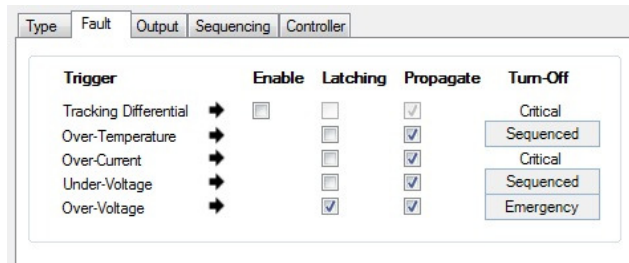 Type Fault Output Sequencing Controller
Trigger Enable Latching Propagate Turn-Off
Tracking Differential Critical
Over-Temperature Sequenced
Over-Current Critical
Under-Voltage Sequenced
Over-Voltage Emergency